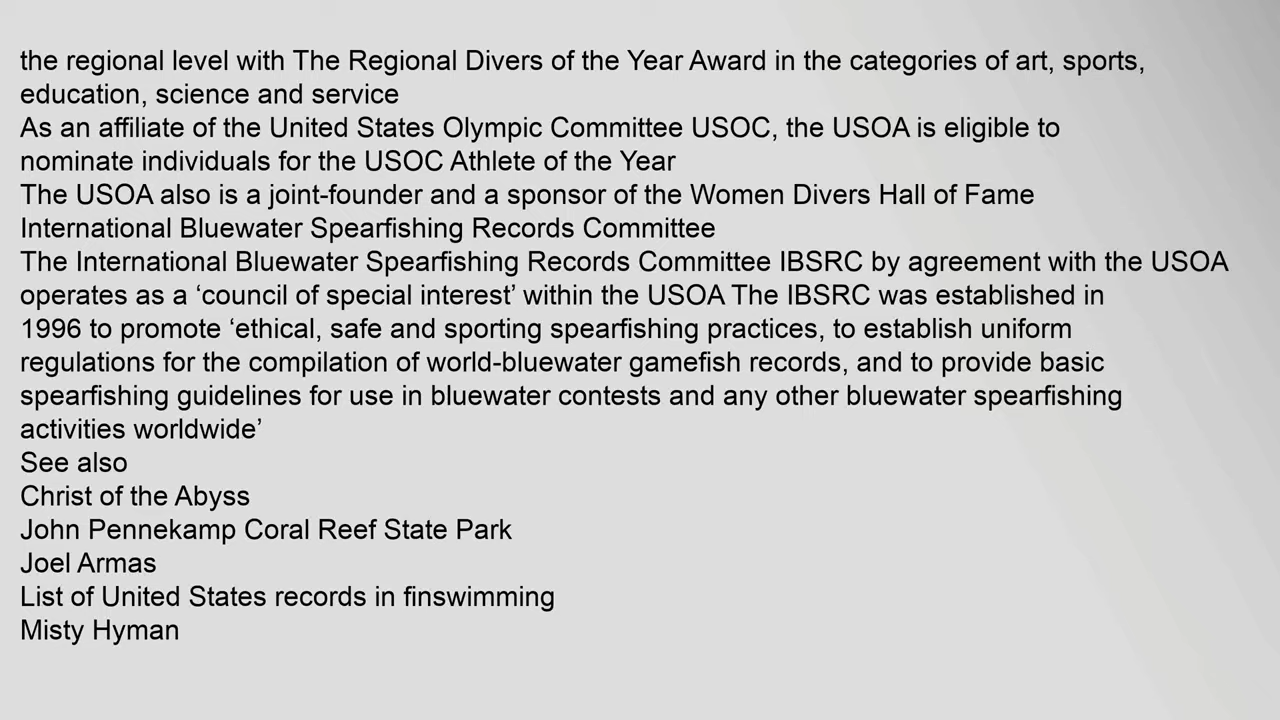 the regional level with The Regional Divers of the Year Award in the categories of art, sports,
education, science and service
As an affiliate of the United States Olympic Committee USOC, the USOA is eligible to
nominate individuals for the USOC Athlete of the Year
The USOA also is a joint-founder and a sponsor of the Women Divers Hall of Fame
International Bluewater Spearfishing Records Committee
The International Bluewater Spearfishing Records Committee IBSRC by agreement with the USOA
operates as a ‘council of special interest’ within the USOA The IBSRC was established in
1996 to promote ‘ethical, safe and sporting spearfishing practices, to establish uniform
regulations for the compilation of world-bluewater gamefish records, and to provide basic
spearfishing guidelines for use in bluewater contests and any other bluewater spearfishing
activities worldwide’
See also
Christ of the Abyss
John Pennekamp Coral Reef State Park
Joel Armas
List of United States records in finswimming
Misty Hyman